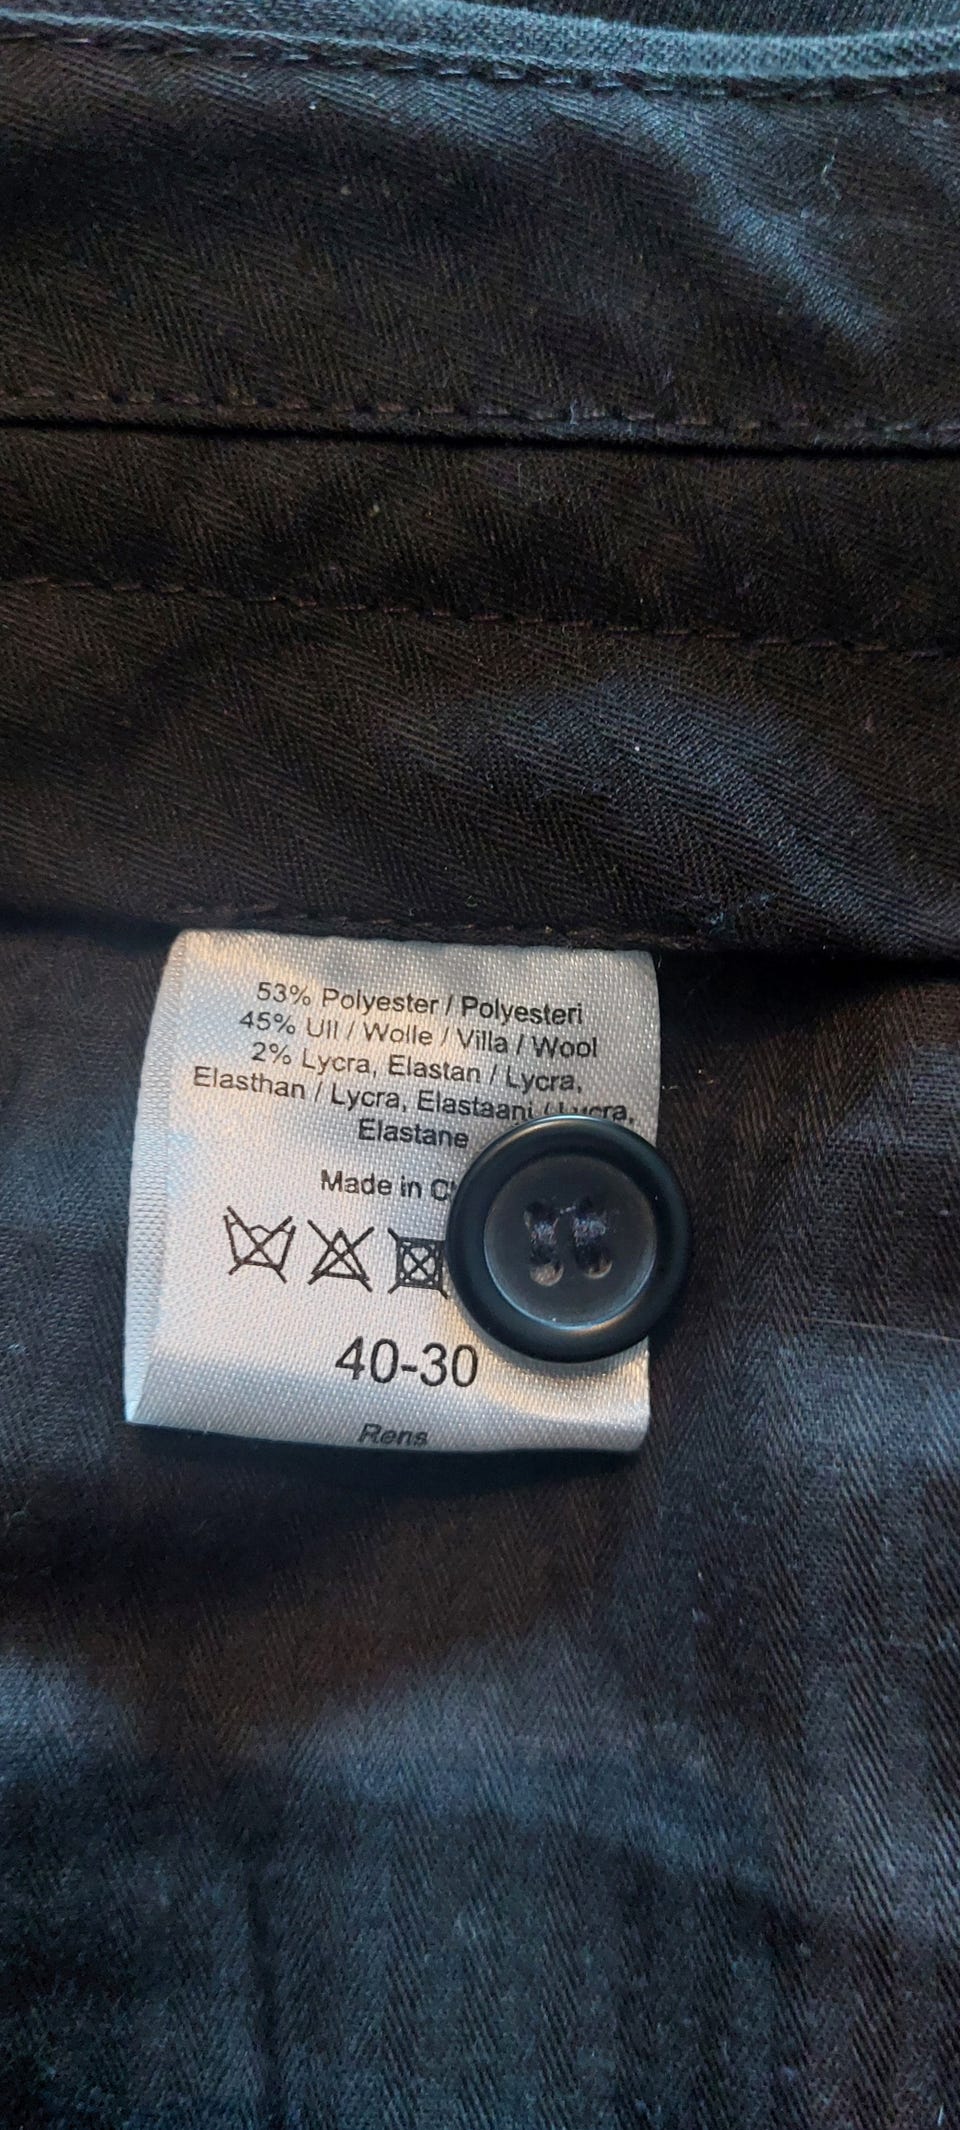 53% Polyester / Polyesteri
45% Ull / Wolle / Villa / Wool
2% Lycra, Elastan / Lycra,
Elasthan / Lycra, Elastaani / Lycra,
Elastane
Made in
40-30
Rens